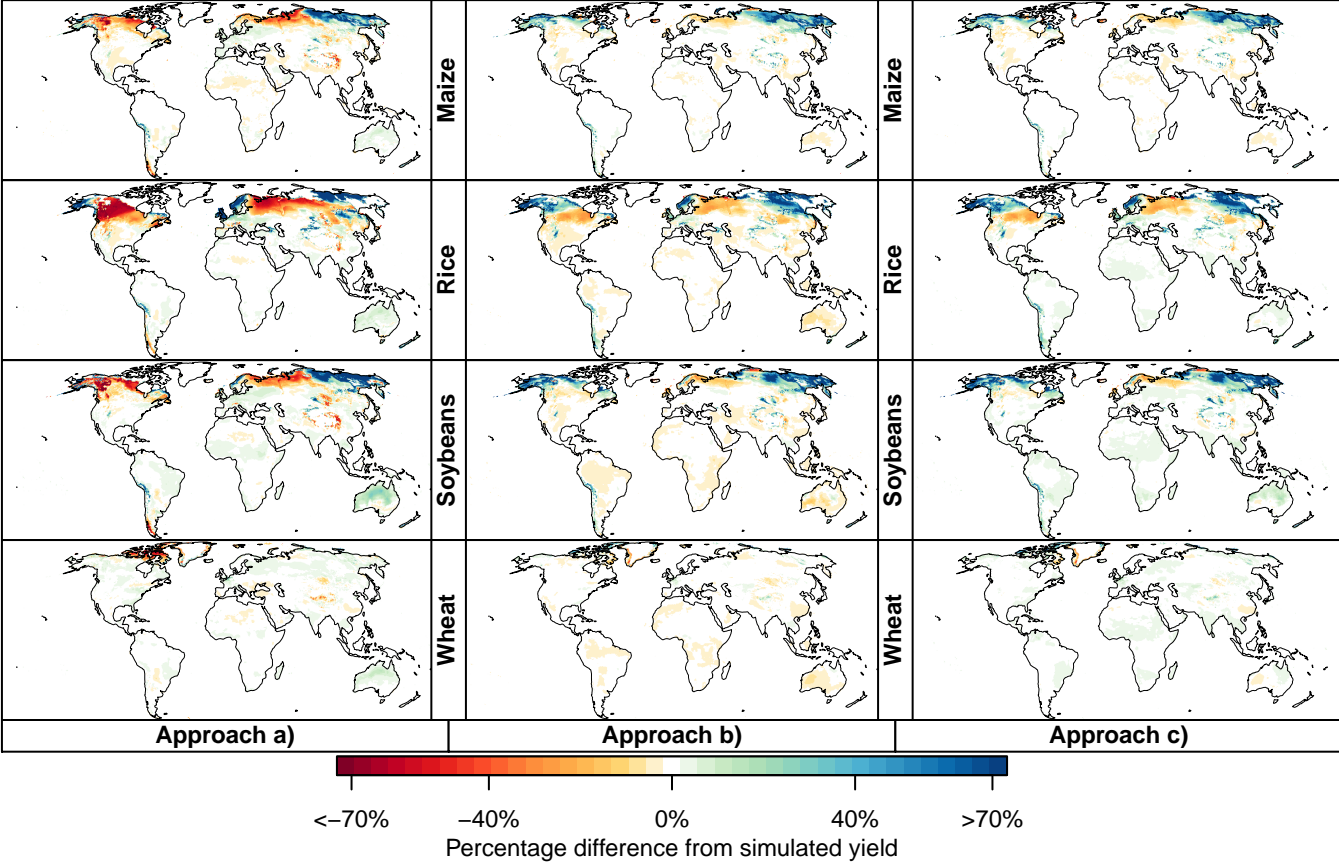 Maize
Maize
Rice
Rice
Soybeans
Soybeans
Wheat
Wheat
Approach a)
Approach b)
Approach c)
<−70%
−40%
0%
40%
>70%
Percentage difference from simulated yield